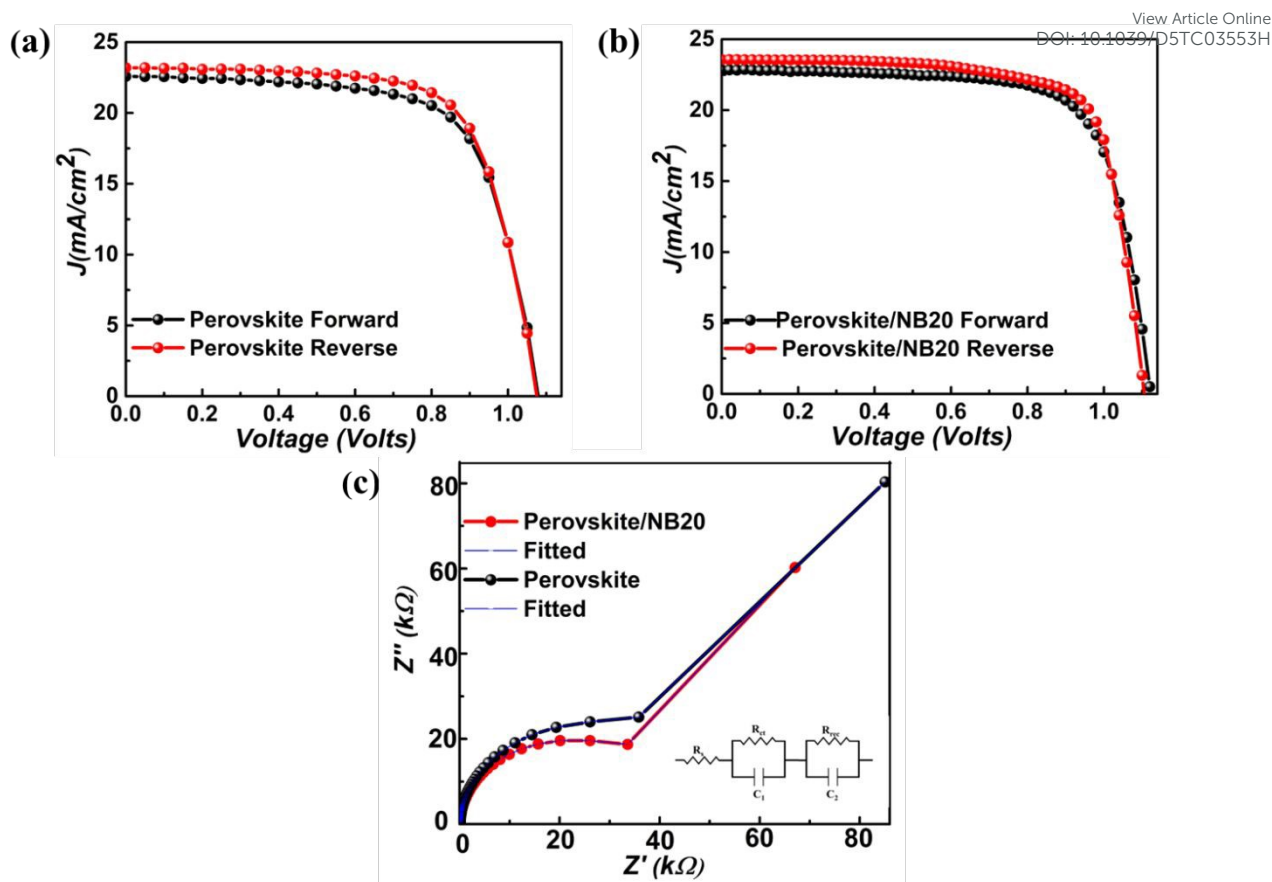 View Article Online
DOI: 10.1039/D5TC03553H
(a)
25
20
15
10
5
0
J(mA/cm²)
Perovskite Forward
Perovskite Reverse
0.0 0.2 0.4 0.6 0.8 1.0
Voltage (Volts)
(b)
25
20
15
10
5
0
J(mA/cm²)
Perovskite/NB20 Forward
Perovskite/NB20 Reverse
0.0 0.2 0.4 0.6 0.8 1.0
Voltage (Volts)
(c)
80
60
40
20
0
Z'' (kΩ)
Perovskite/NB20
Fitted
Perovskite
Fitted
Rs
Rct
C1
Rrec
C2
0 20 40 60 80
Z' (kΩ)